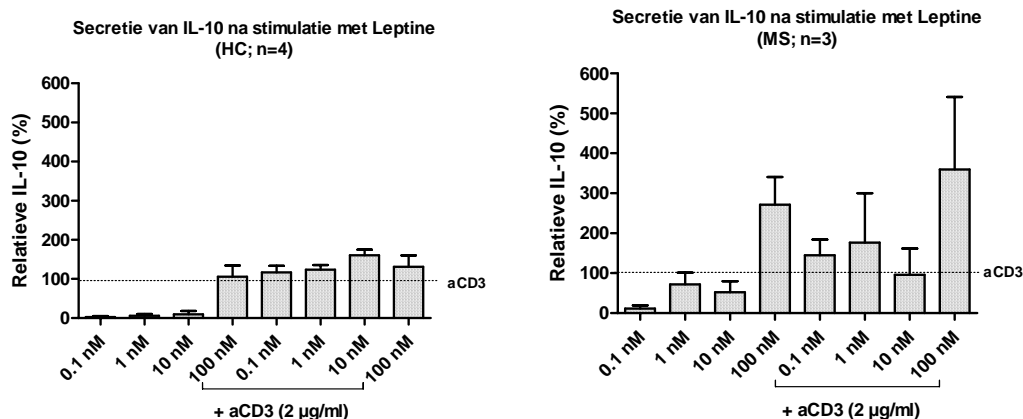 Secretie van IL-10 na stimulatie met Leptine
(HC; n=4)
Relatieve IL-10 (%)
600
500
400
300
200
100
0
aCD3
0.1 nM
1 nM
10 nM
100 nM
0.1 nM
1 nM
10 nM
100 nM
+ aCD3 (2 µg/ml)
Secretie van IL-10 na stimulatie met Leptine
(MS; n=3)
Relatieve IL-10 (%)
600
500
400
300
200
100
0
aCD3
0.1 nM
1 nM
10 nM
100 nM
0.1 nM
1 nM
10 nM
100 nM
+ aCD3 (2 µg/ml)